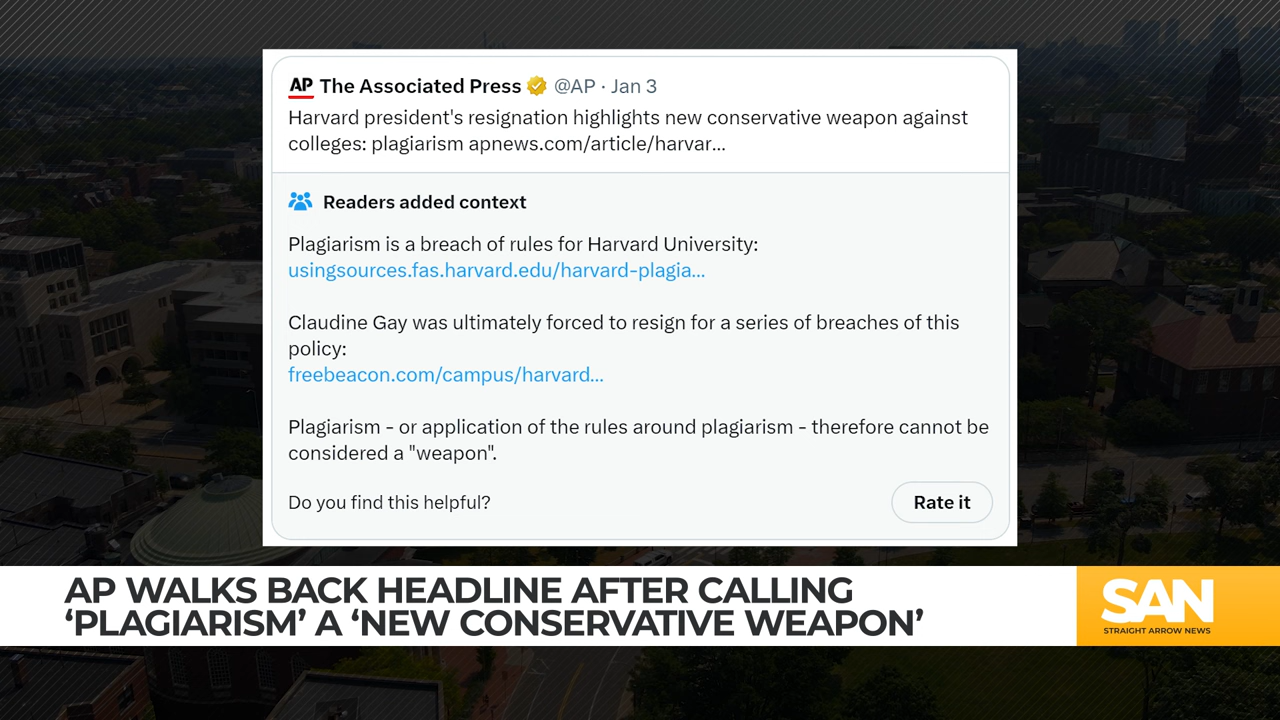 AP The Associated Press @AP · Jan 3
Harvard president's resignation highlights new conservative weapon against
colleges: plagiarism apnews.com/article/harvar...
Readers added context
Plagiarism is a breach of rules for Harvard University:
usingsources.fas.harvard.edu/harvard-plagia...
Claudine Gay was ultimately forced to resign for a series of breaches of this
policy:
freebeacon.com/campus/harvard...
Plagiarism - or application of the rules around plagiarism - therefore cannot be
considered a "weapon".
Do you find this helpful?
Rate it
AP WALKS BACK HEADLINE AFTER CALLING
‘PLAGIARISM’ A ‘NEW CONSERVATIVE WEAPON’
SAN
STRAIGHT ARROW NEWS